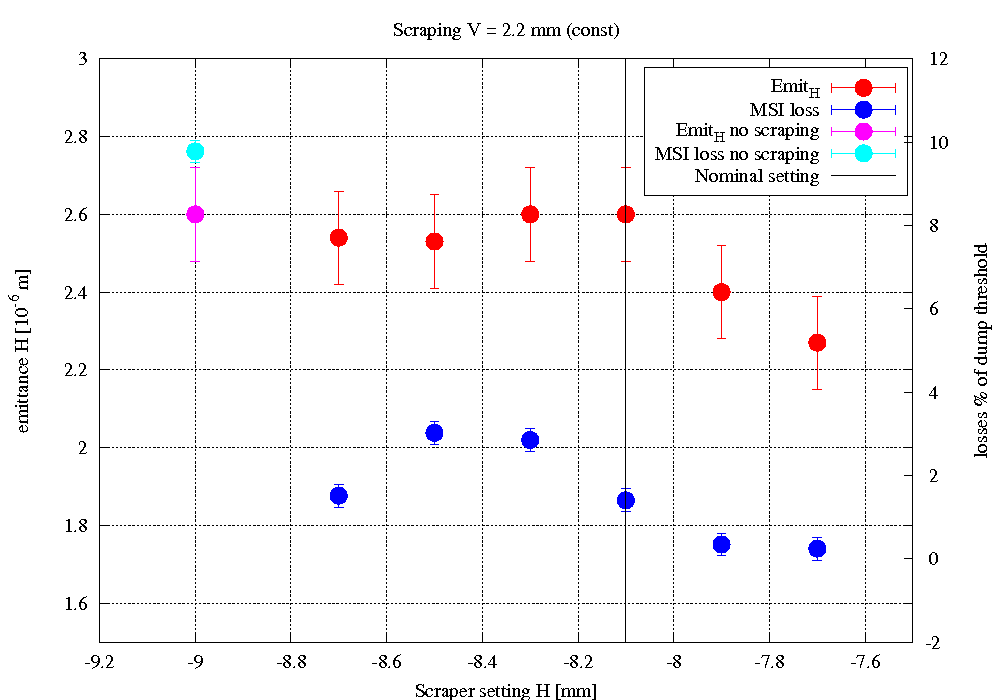 Scraping V = 2.2 mm (const)
3
2.8
2.6
2.4
2.2
2
1.8
1.6
12
10
8
6
4
2
0
-2
Emit_H
MSI loss
Emit_H no scraping
MSI loss no scraping
Nominal setting
emittance H [10^-6 m]
losses % of dump threshold
-9.2 -9 -8.8 -8.6 -8.4 -8.2 -8 -7.8 -7.6
Scraper setting H [mm]